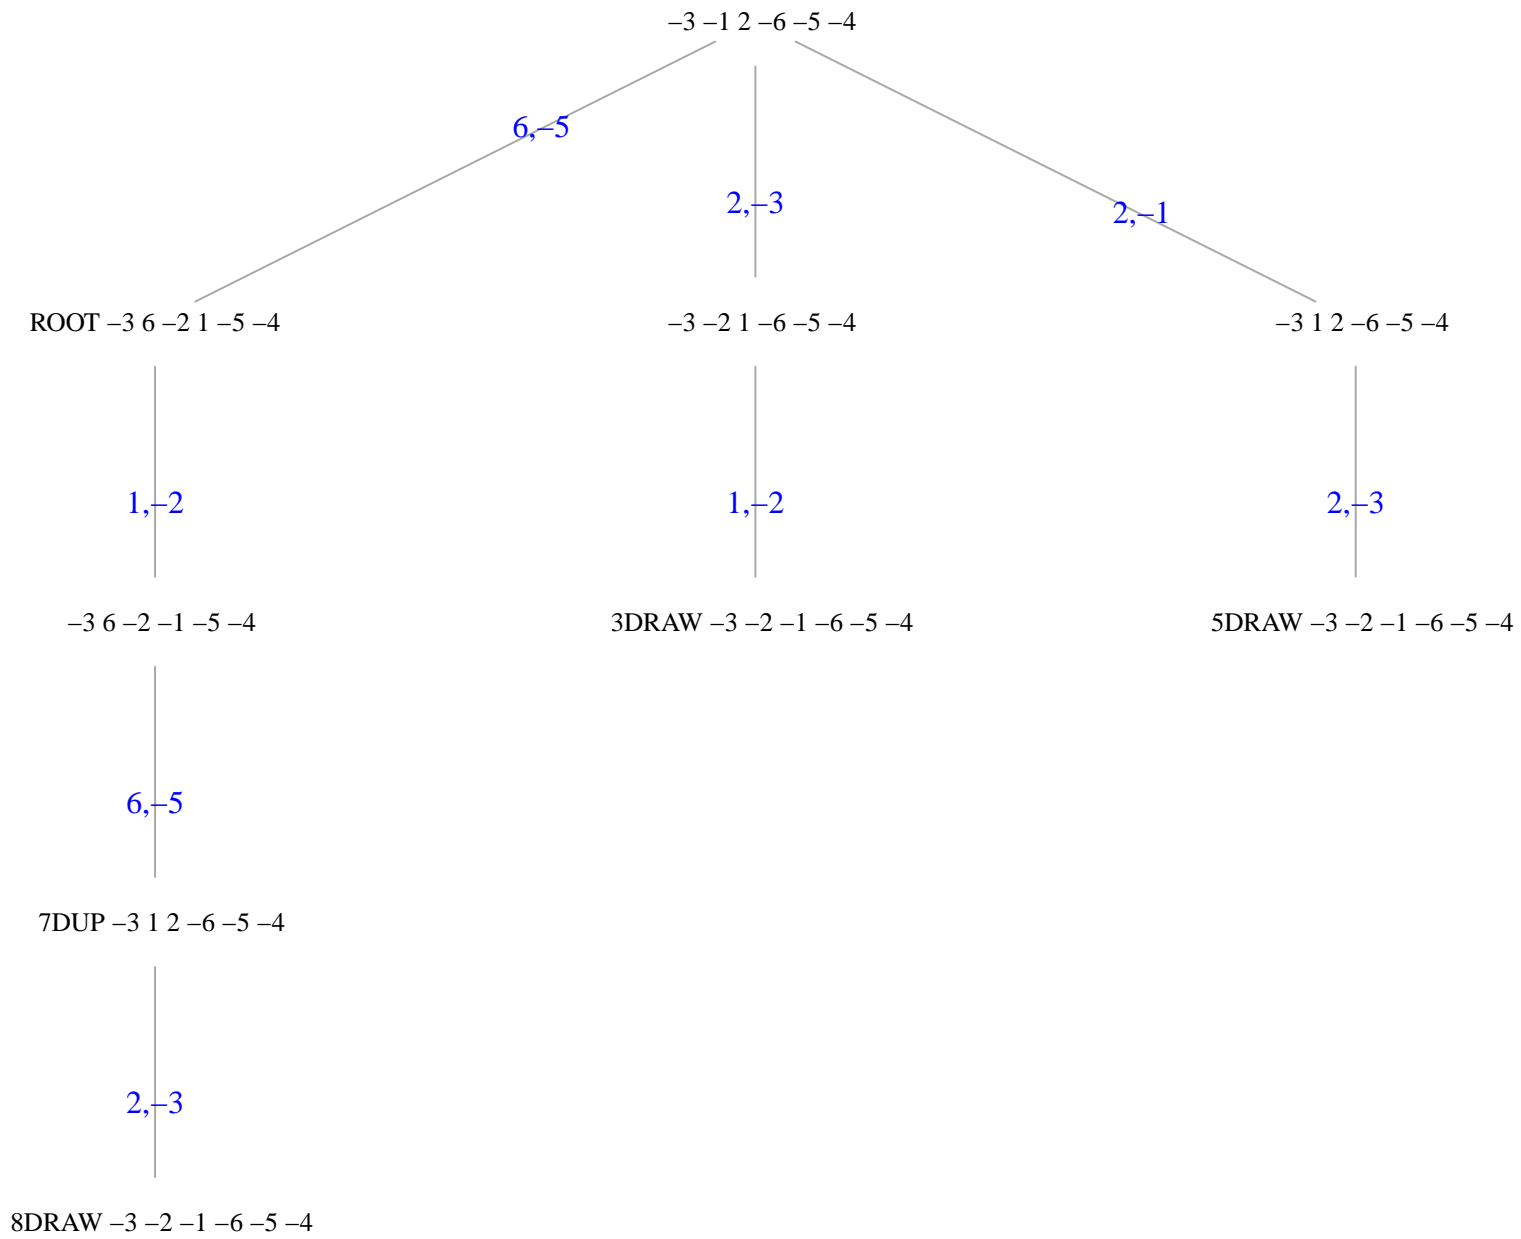 –3 –1 2 –6 –5 –4
6,–5
2,–3
2,–1
ROOT –3 6 –2 1 –5 –4
–3 –2 1 –6 –5 –4
–3 1 2 –6 –5 –4
1,–2
1,–2
2,–3
–3 6 –2 –1 –5 –4
3DRAW –3 –2 –1 –6 –5 –4
5DRAW –3 –2 –1 –6 –5 –4
6,–5
7DUP –3 1 2 –6 –5 –4
2,–3
8DRAW –3 –2 –1 –6 –5 –4